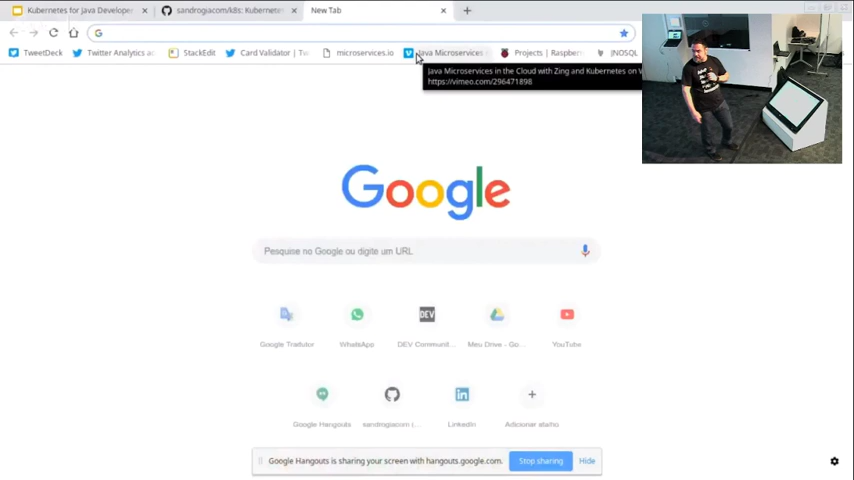 Kubernetes for Java Develope
sandrogiacom/k8s: Kubernete
New Tab
TweetDeck
Twitter Analytics a
StackEdit
Card Validator | Tw
microservices.io
Java Microservices
Projects | Raspber
JNOSQL
Java Microservices in the Cloud with Zing and Kubernetes on V
https://vimeo.com/296471898
Google
Pesquise no Google ou digite um URL
Google Tradutor
WhatsApp
DEV
DEV Communit...
Meu Drive - Go...
YouTube
Google Hangouts
sandrogiacom (...
LinkedIn
Adicionar atalho
Google Hangouts is sharing your screen with hangouts.google.com.
Stop sharing
Hide